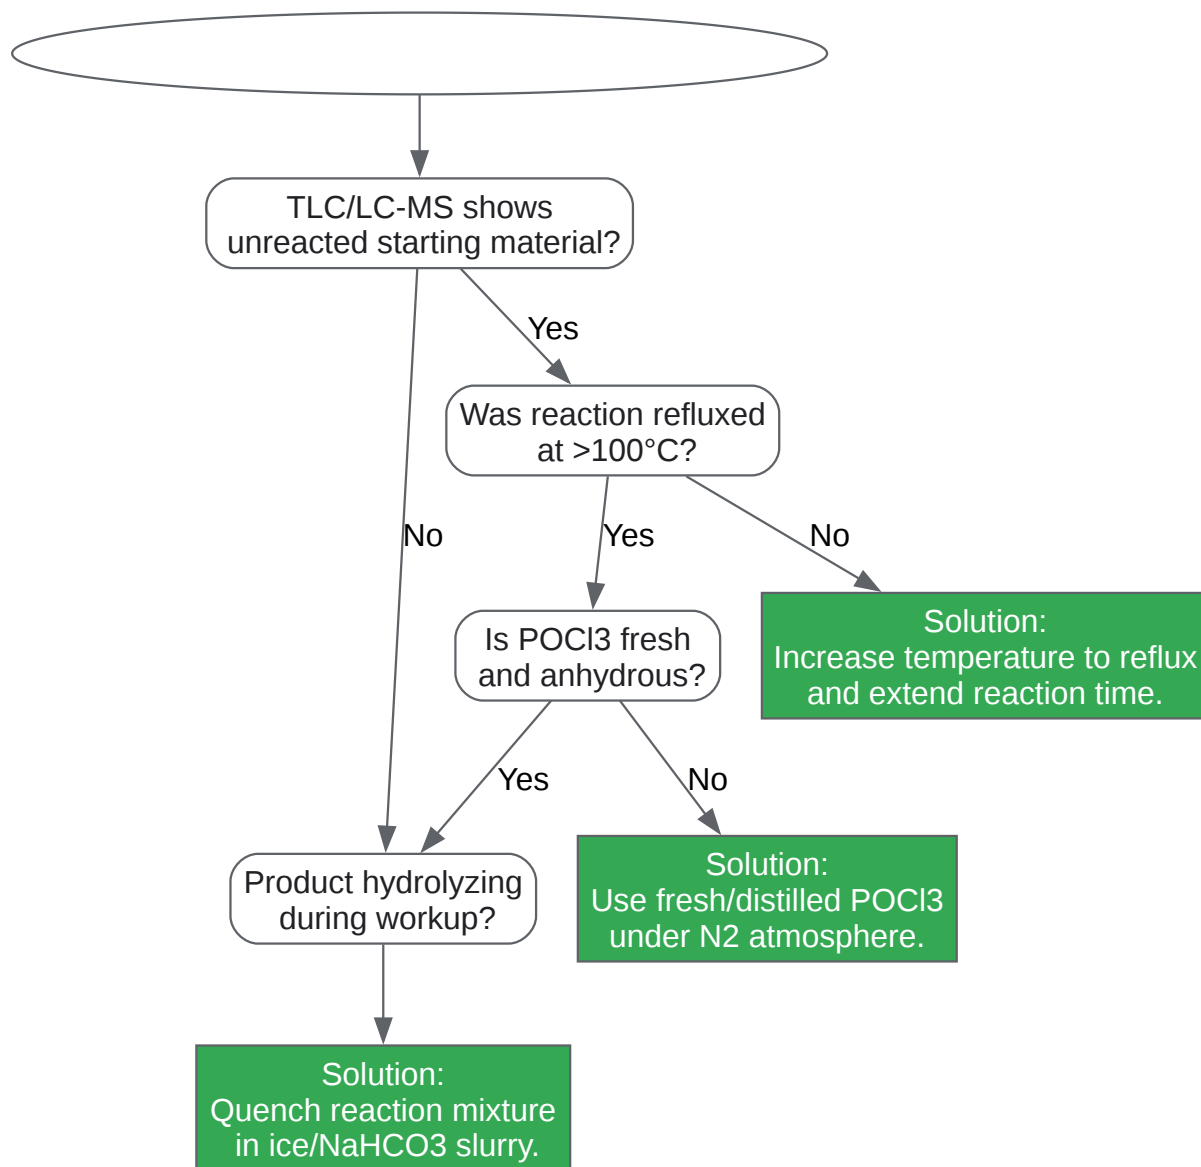 TLC/LC-MS shows
unreacted starting material?
Yes
Was reaction refluxed
at >100°C?
No
Yes
No
Is POCl3 fresh
and anhydrous?
Solution:
Increase temperature to reflux
and extend reaction time.
Yes
No
Product hydrolyzing
during workup?
Solution:
Use fresh/distilled POCl3
under N2 atmosphere.
Solution:
Quench reaction mixture
in ice/NaHCO3 slurry.